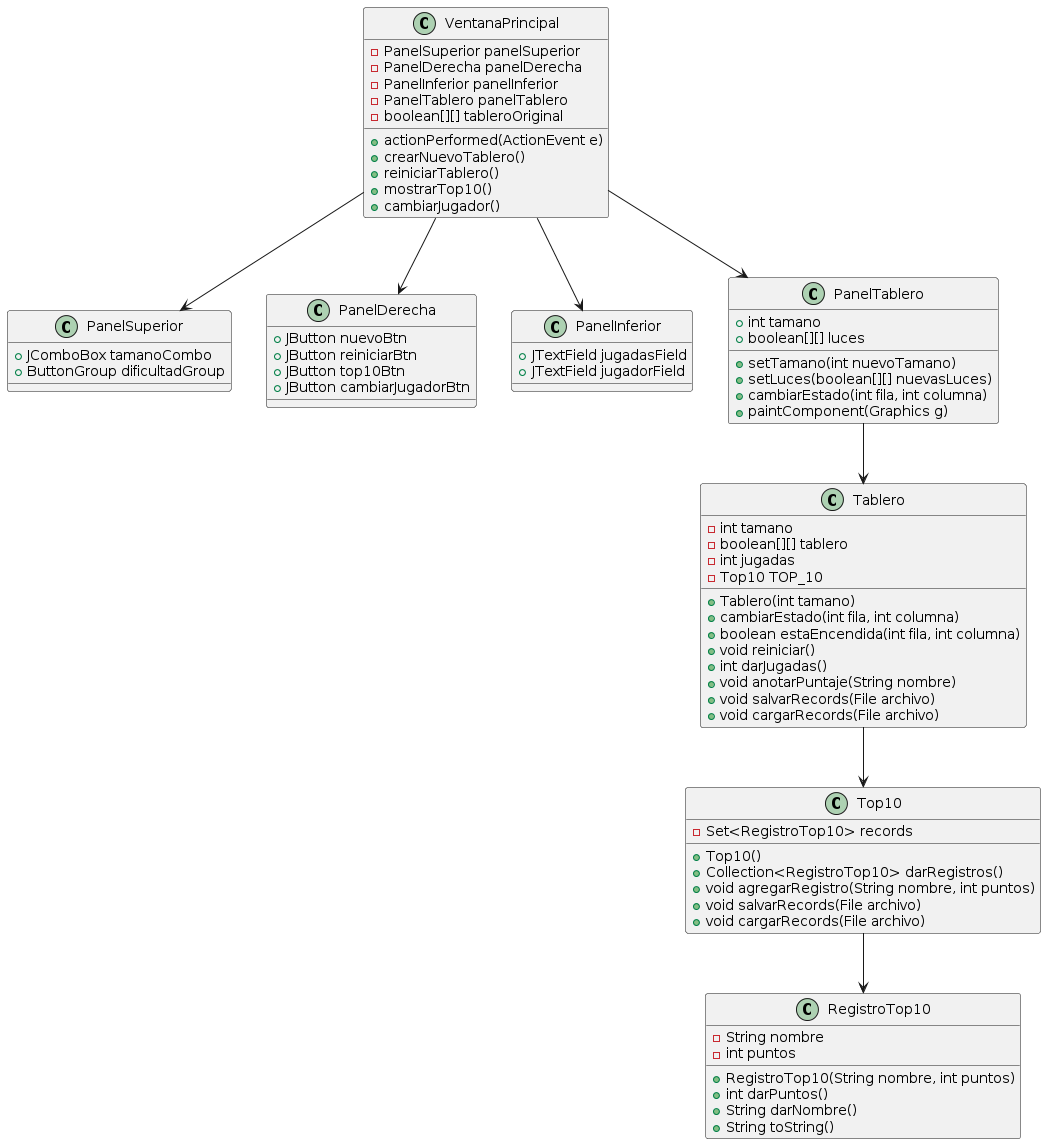 VentanaPrincipal
PanelSuperior panelSuperior
PanelDerecha panelDerecha
PanelInferior panelInferior
PanelTablero panelTablero
boolean[][] tableroOriginal
actionPerformed(ActionEvent e)
crearNuevoTablero()
reiniciarTablero()
mostrarTop10()
cambiarJugador()
PanelSuperior
JComboBox tamanoCombo
ButtonGroup dificultadGroup
PanelDerecha
JButton nuevoBtn
JButton reiniciarBtn
JButton top10Btn
JButton cambiarJugadorBtn
PanelInferior
JTextField jugadasField
JTextField jugadorField
PanelTablero
int tamano
boolean[][] luces
setTamano(int nuevoTamano)
setLuces(boolean[][] nuevasLuces)
cambiarEstado(int fila, int columna)
paintComponent(Graphics g)
Tablero
int tamano
boolean[][] tablero
int jugadas
Top10 TOP_10
Tablero(int tamano)
cambiarEstado(int fila, int columna)
boolean estaEncendida(int fila, int columna)
void reiniciar()
int darJugadas()
void anotarPuntaje(String nombre)
void salvarRecords(File archivo)
void cargarRecords(File archivo)
Top10
Set<RegistroTop10> records
Top10()
Collection<RegistroTop10> darRegistros()
void agregarRegistro(String nombre, int puntos)
void salvarRecords(File archivo)
void cargarRecords(File archivo)
RegistroTop10
String nombre
int puntos
RegistroTop10(String nombre, int puntos)
int darPuntos()
String darNombre()
String toString()